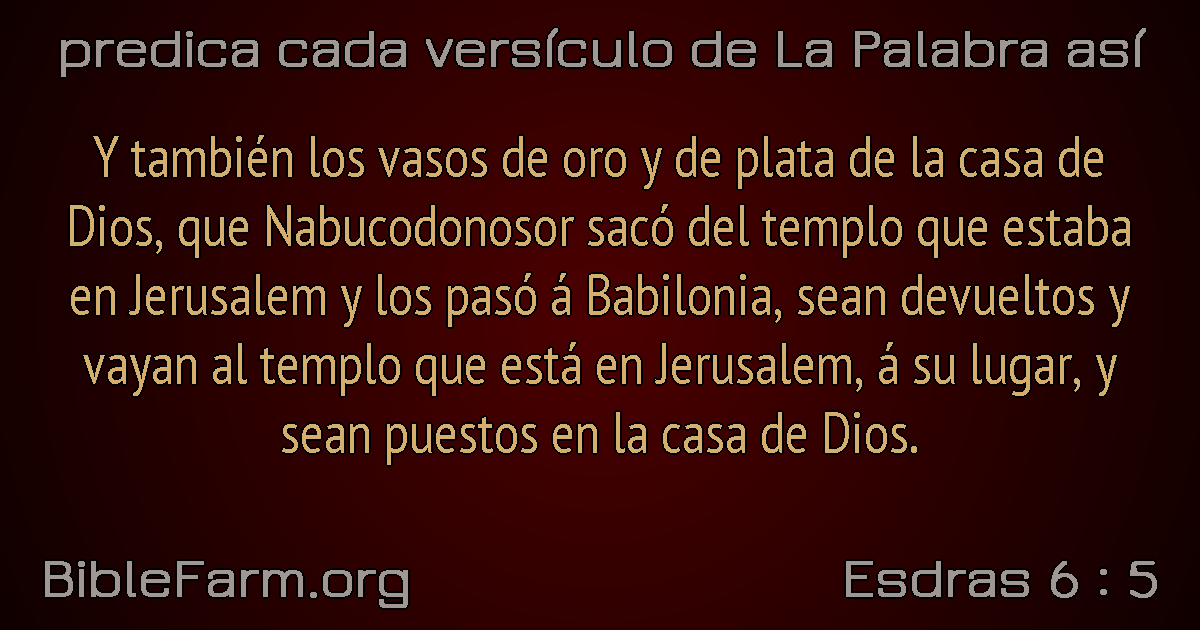 predica cada versículo de La Palabra así
Y también los vasos de oro y de plata de la casa de
Dios, que Nabucodonosor sacó del templo que estaba
en Jerusalem y los pasó á Babilonia, sean devueltos y
vayan al templo que está en Jerusalem, á su lugar, y
sean puestos en la casa de Dios.
BibleFarm.org
Esdras 6 : 5